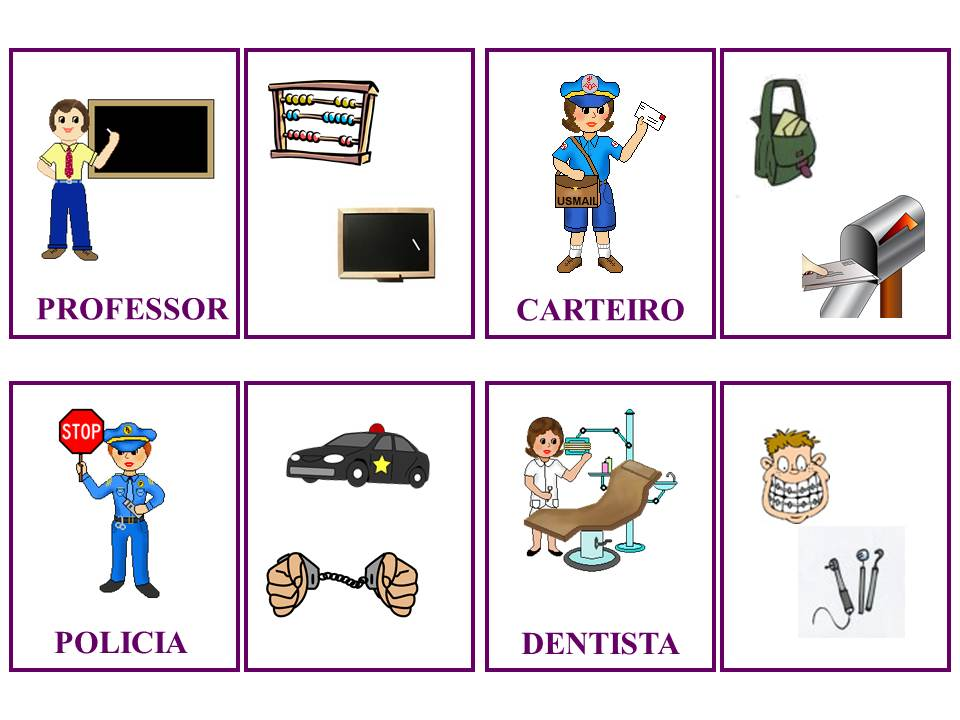 USMAIL
PROFESSOR
CARTEIRO
STOP
POLICIA
DENTISTA